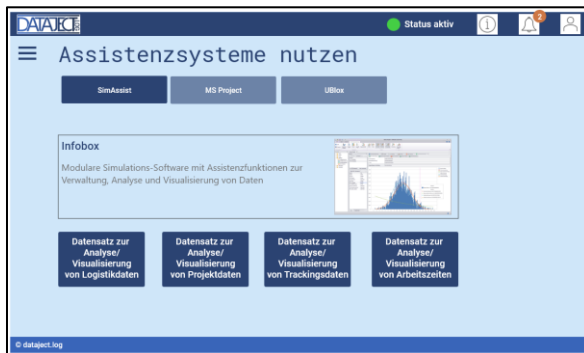 DATAJECT.log
Status aktiv
2
Assistenzsysteme nutzen
SimAssist
MS Project
UBlox
Infobox
Modulare Simulations-Software mit Assistenzfunktionen zur
Verwaltung, Analyse und Visualisierung von Daten
Datensatz zur
Analyse/
Visualisierung
von Logistikdaten
Datensatz zur
Analyse/
Visualisierung
von Projektdaten
Datensatz zur
Analyse/
Visualisierung
von Trackingsdaten
Datensatz zur
Analyse/
Visualisierung
von Arbeitszeiten
© dataject.log